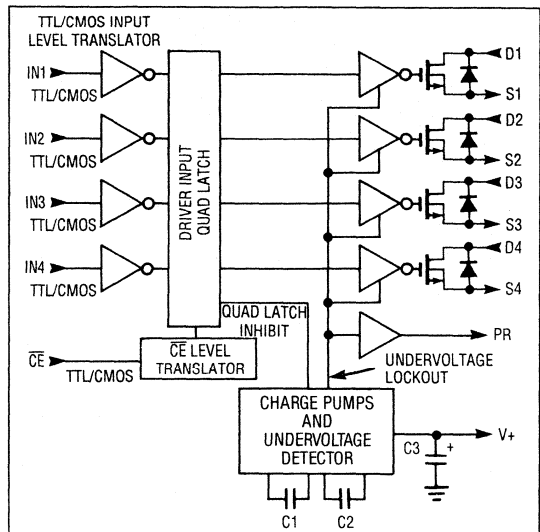 TTL/CMOS INPUT
LEVEL TRANSLATOR
IN1
TTL/CMOS
IN2
TTL/CMOS
IN3
TTL/CMOS
IN4
TTL/CMOS
DRIVER INPUT
QUAD LATCH
D1
S1
D2
S2
D3
S3
D4
S4
QUAD LATCH
INHIBIT
PR
CE
TTL/CMOS
CE LEVEL
TRANSLATOR
UNDERVOLTAGE
LOCKOUT
CHARGE PUMPS
AND
UNDERVOLTAGE
DETECTOR
C3
+
V+
C1
C2